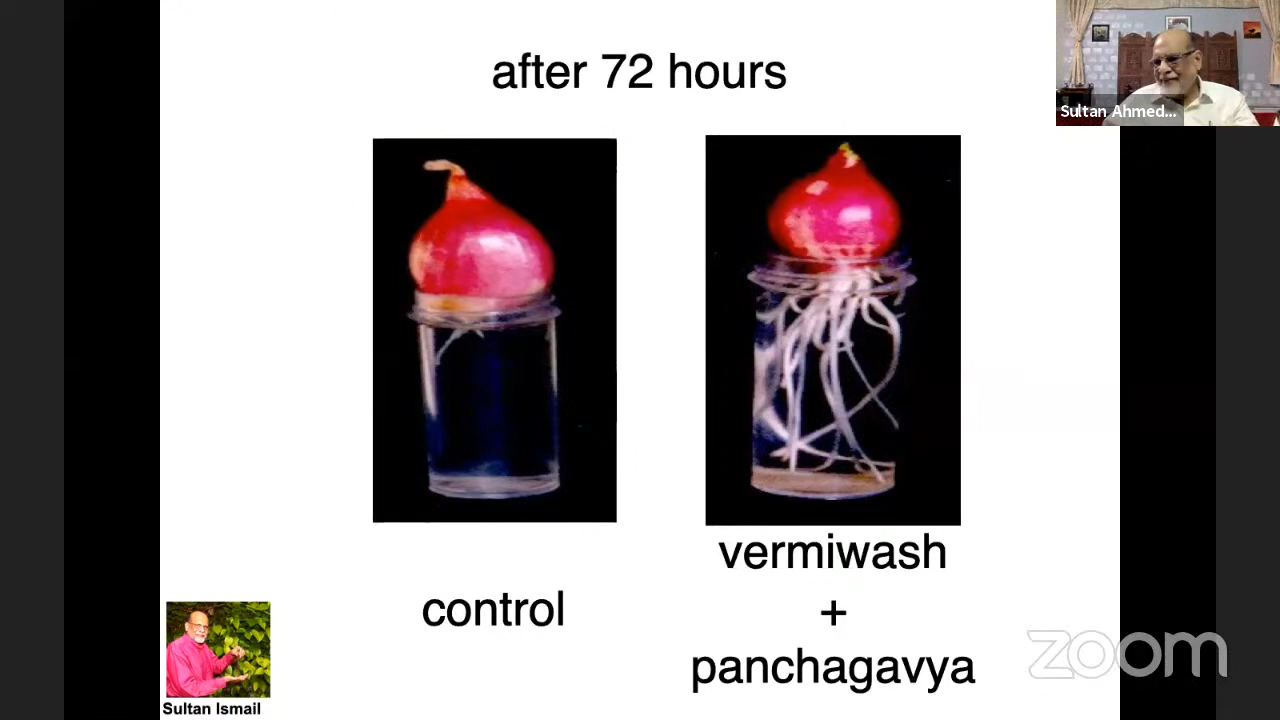 after 72 hours
Sultan Ahmed...
control
vermiwash
+
panchagavya
Sultan Ismail
zoom